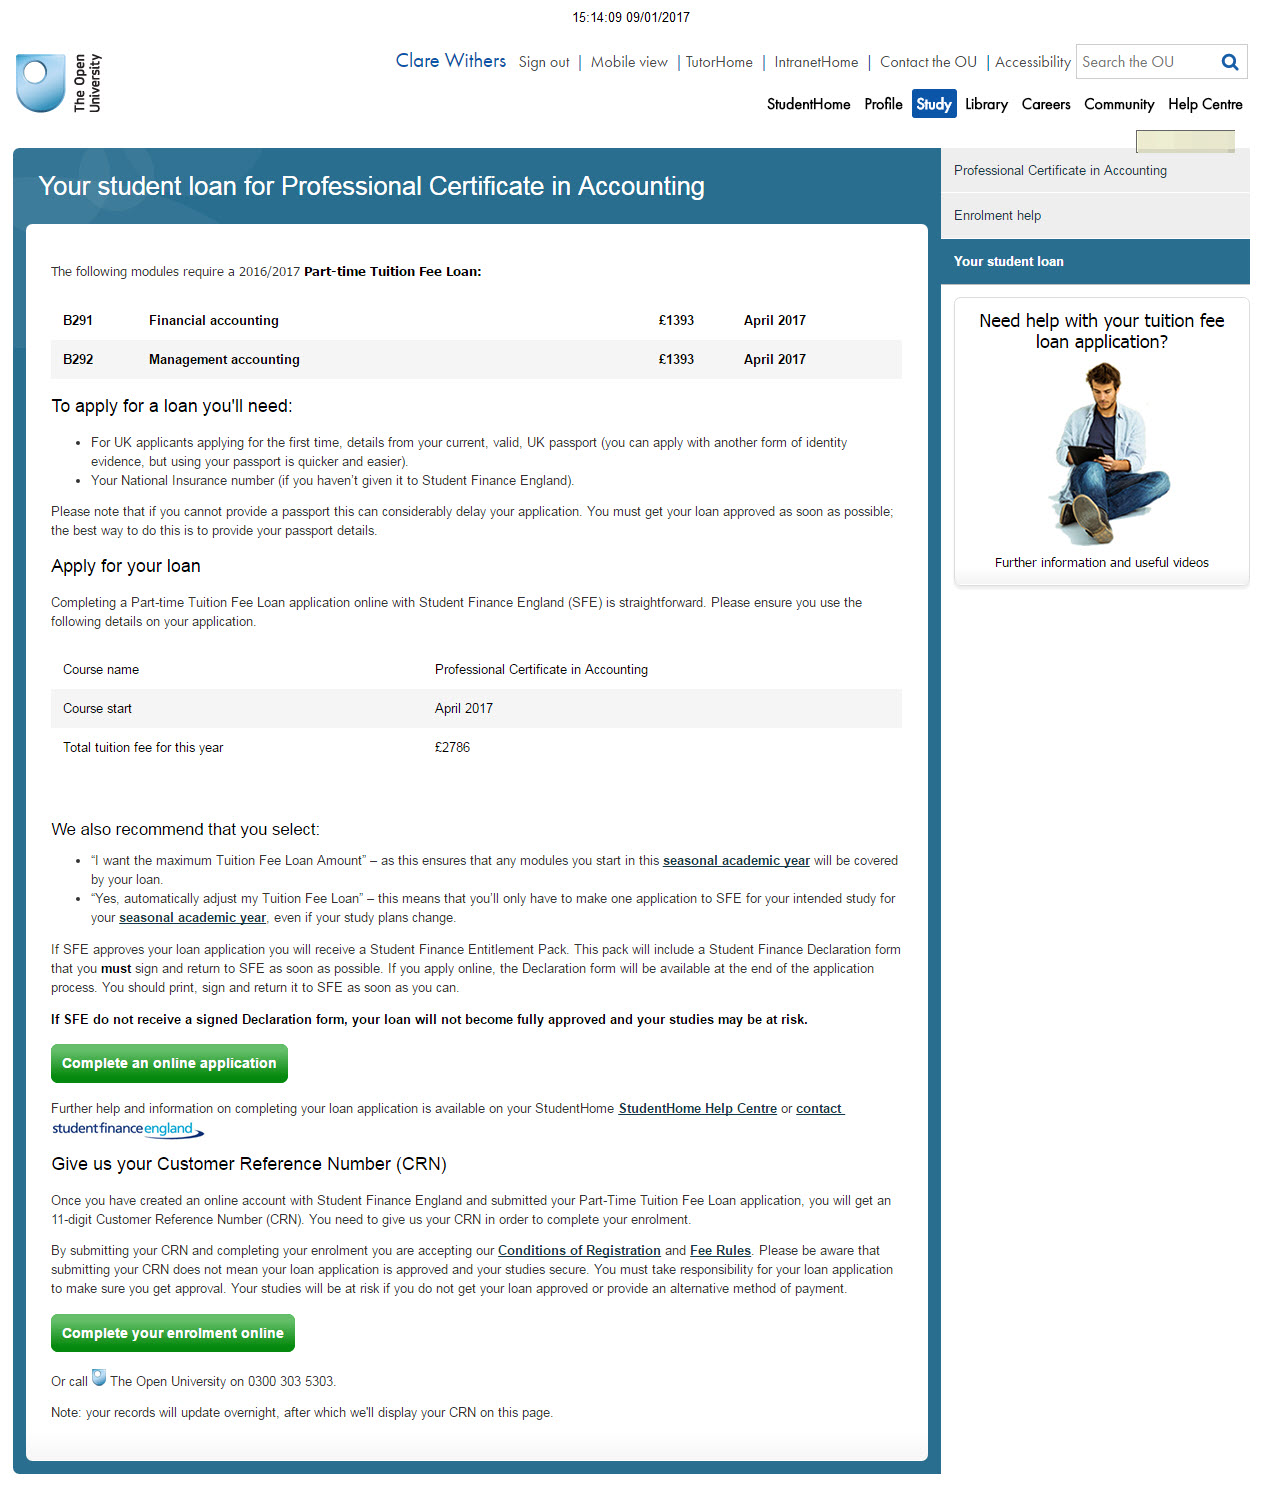 15:14:09 09/01/2017
The Open
University
Clare Withers Sign out | Mobile view | TutorHome | IntranetHome | Contact the OU | Accessibility Search the OU
StudentHome Profile Study Library Careers Community Help Centre
Your student loan for Professional Certificate in Accounting
Professional Certificate in Accounting
Enrolment help
Your student loan
Need help with your tuition fee
loan application?
Further information and useful videos
The following modules require a 2016/2017 Part-time Tuition Fee Loan:
B291 Financial accounting £1393 April 2017
B292 Management accounting £1393 April 2017
To apply for a loan you'll need:
• For UK applicants applying for the first time, details from your current, valid, UK passport (you can apply with another form of identity
evidence, but using your passport is quicker and easier).
• Your National Insurance number (if you haven't given it to Student Finance England).
Please note that if you cannot provide a passport this can considerably delay your application. You must get your loan approved as soon as possible;
the best way to do this is to provide your passport details.
Apply for your loan
Completing a Part-time Tuition Fee Loan application online with Student Finance England (SFE) is straightforward. Please ensure you use the
following details on your application.
Course name Professional Certificate in Accounting
Course start April 2017
Total tuition fee for this year £2786
We also recommend that you select:
• “I want the maximum Tuition Fee Loan Amount” – as this ensures that any modules you start in this seasonal academic year will be covered
by your loan.
• “Yes, automatically adjust my Tuition Fee Loan” – this means that you’ll only have to make one application to SFE for your intended study for
your seasonal academic year, even if your study plans change.
If SFE approves your loan application you will receive a Student Finance Entitlement Pack. This pack will include a Student Finance Declaration form
that you must sign and return to SFE as soon as possible. If you apply online, the Declaration form will be available at the end of the application
process. You should print, sign and return it to SFE as soon as you can.
If SFE do not receive a signed Declaration form, your loan will not become fully approved and your studies may be at risk.
Complete an online application
Further help and information on completing your loan application is available on your StudentHome StudentHome Help Centre or contact
studentfinanceengland
Give us your Customer Reference Number (CRN)
Once you have created an online account with Student Finance England and submitted your Part-Time Tuition Fee Loan application, you will get an
11-digit Customer Reference Number (CRN). You need to give us your CRN in order to complete your enrolment.
By submitting your CRN and completing your enrolment you are accepting our Conditions of Registration and Fee Rules. Please be aware that
submitting your CRN does not mean your loan application is approved and your studies secure. You must take responsibility for your loan application
to make sure you get approval. Your studies will be at risk if you do not get your loan approved or provide an alternative method of payment.
Complete your enrolment online
Or call The Open University on 0300 303 5303.
Note: your records will update overnight, after which we'll display your CRN on this page.